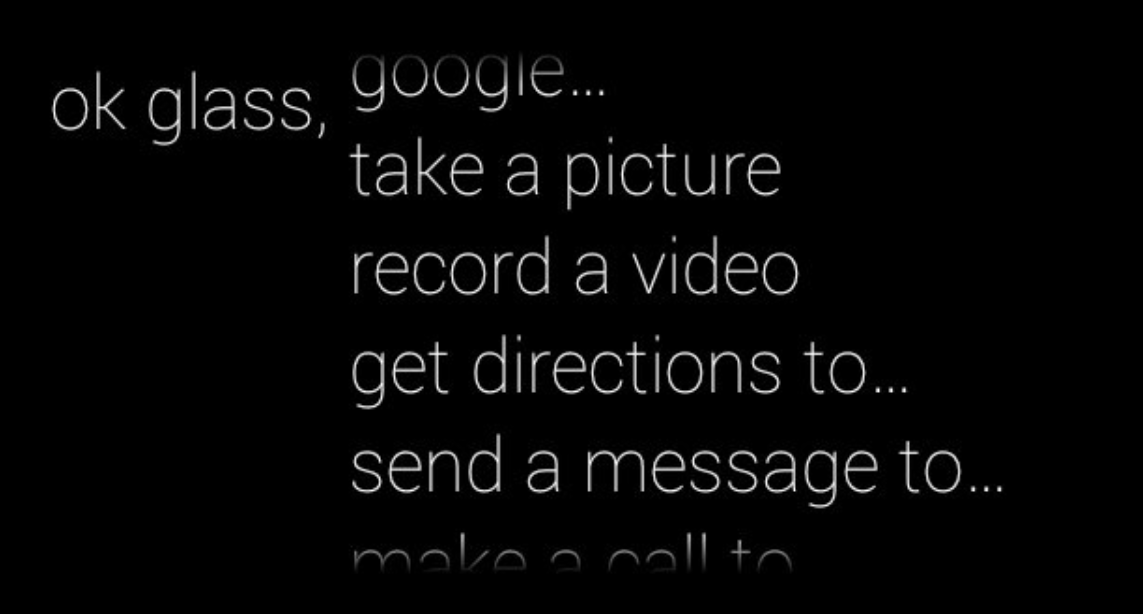 ok glass,
google...
take a picture
record a video
get directions to...
send a message to...
make a call to